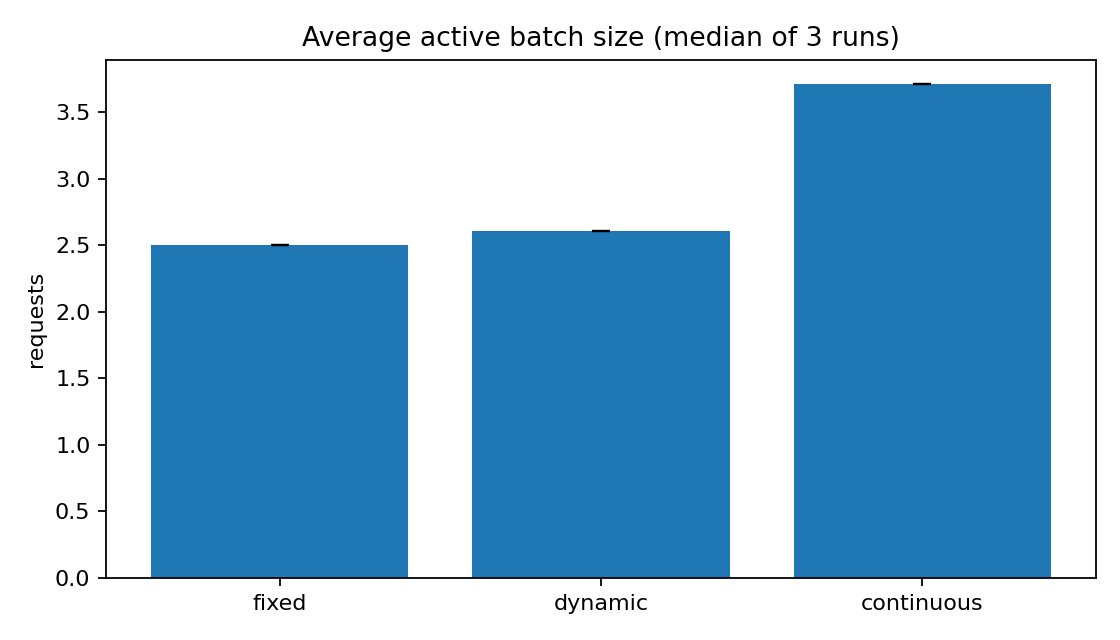 Average active batch size (median of 3 runs)
requests
3.5
3.0
2.5
2.0
1.5
1.0
0.5
0.0
fixed dynamic continuous